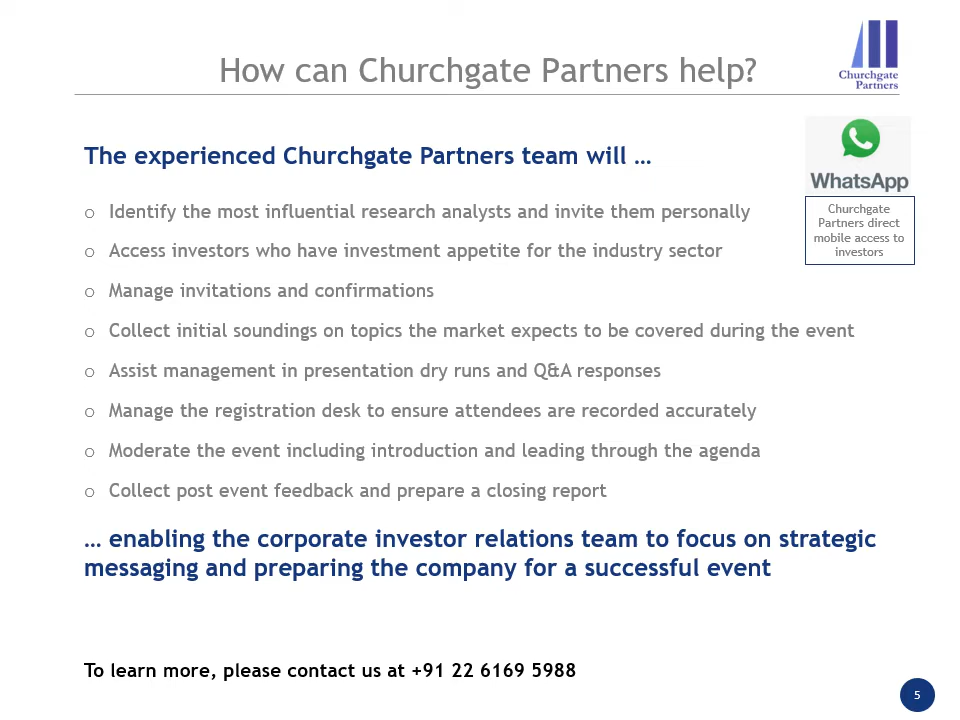 How can Churchgate Partners help?
Churchgate
Partners
The experienced Churchgate Partners team will …
WhatsApp
Churchgate
Partners direct
mobile access to
investors
o Identify the most influential research analysts and invite them personally
o Access investors who have investment appetite for the industry sector
o Manage invitations and confirmations
o Collect initial soundings on topics the market expects to be covered during the event
o Assist management in presentation dry runs and Q&A responses
o Manage the registration desk to ensure attendees are recorded accurately
o Moderate the event including introduction and leading through the agenda
o Collect post event feedback and prepare a closing report
… enabling the corporate investor relations team to focus on strategic
messaging and preparing the company for a successful event
To learn more, please contact us at +91 22 6169 5988
5